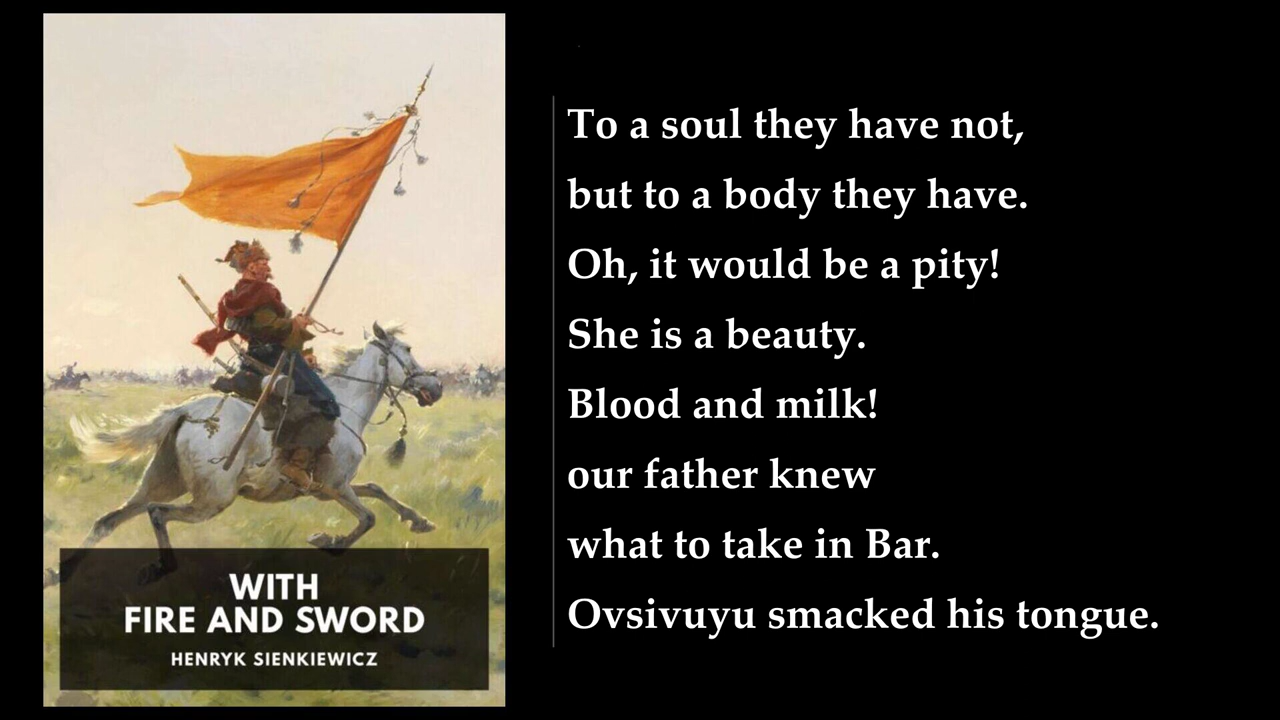 WITH
FIRE AND SWORD
HENRYK SIENKIEWICZ
To a soul they have not,
but to a body they have.
Oh, it would be a pity!
She is a beauty.
Blood and milk!
our father knew
what to take in Bar.
Ovsivuyu smacked his tongue.